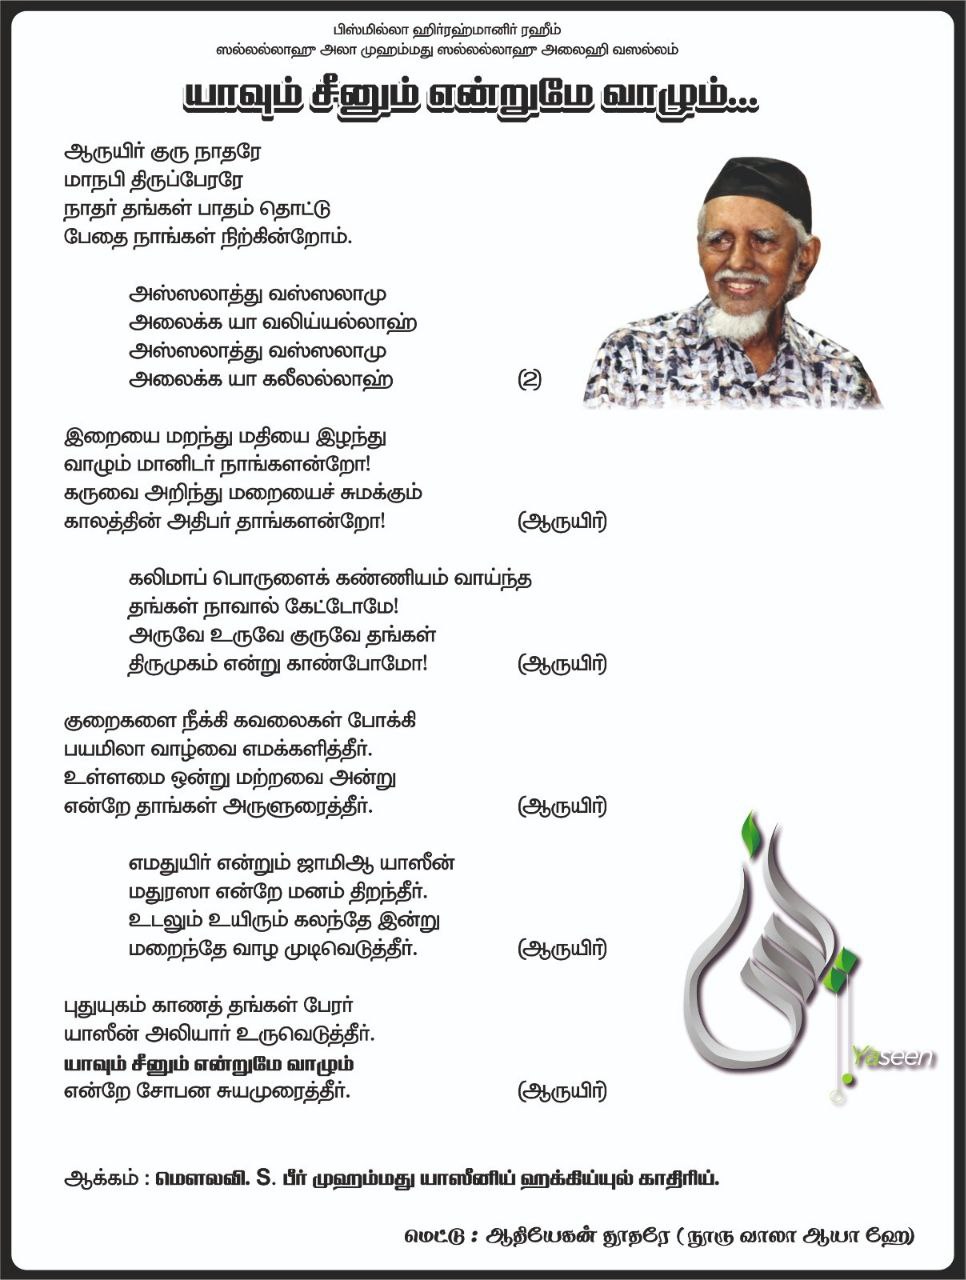 பிஸ்மில்லா ஹிர்ரஹ்மானிர் ரஹீம்
ஸல்லல்லாஹு அலா முஹம்மது ஸல்லல்லாஹு அலைஹி வஸல்லம்
யாவும் சீனும் என்றுமே வாழும்...
ஆருயிர் குரு நாதரே
மாநபி திருப்பேரரே
நாதர் தங்கள் பாதம் தொட்டு
பேதை நாங்கள் நிற்கின்றோம்.
அஸ்ஸலாத்து வஸ்ஸலாமு
அலைக்க யா வலிய்யல்லாஹ்
அஸ்ஸலாத்து வஸ்ஸலாமு
அலைக்க யா கலீலல்லாஹ் (2)
இறையை மறந்து மதியை இழந்து
வாழும் மானிடர் நாங்களன்றோ!
கருவை அறிந்து மறையைச் சுமக்கும்
காலத்தின் அதிபர் தாங்களன்றோ! (ஆருயிர்)
கலிமாப் பொருளைக் கண்ணியம் வாய்ந்த
தங்கள் நாவால் கேட்டோமே!
அருவே உருவே குருவே தங்கள்
திருமுகம் என்று காண்போமோ! (ஆருயிர்)
குறைகளை நீக்கி கவலைகள் போக்கி
பயமிலா வாழ்வை எமக்களித்தீர்.
உள்ளமை ஒன்று மற்றவை அன்று
என்றே தாங்கள் அருளுரைத்தீர். (ஆருயிர்)
எமதுயிர் என்றும் ஜாமிஆ யாஸீன்
மதுரஸா என்றே மனம் திறந்தீர்.
உடலும் உயிரும் கலந்தே இன்று
மறைந்தே வாழ முடிவெடுத்தீர். (ஆருயிர்)
புதுயுகம் காணத் தங்கள் பேரர்
யாஸீன் அலியார் உருவெடுத்தீர்.
யாவும் சீனும் என்றுமே வாழும்
என்றே சோபன சுயமுரைத்தீர். (ஆருயிர்)
Yaseen
ஆக்கம் : மௌலவி. S. பீர் முஹம்மது யாஸீனிய் ஹக்கிய்யுல் காதிரிய்.
மெட்டு : ஆதியேகன் தூதரே ( நூரு வாலா ஆயா ஹே)